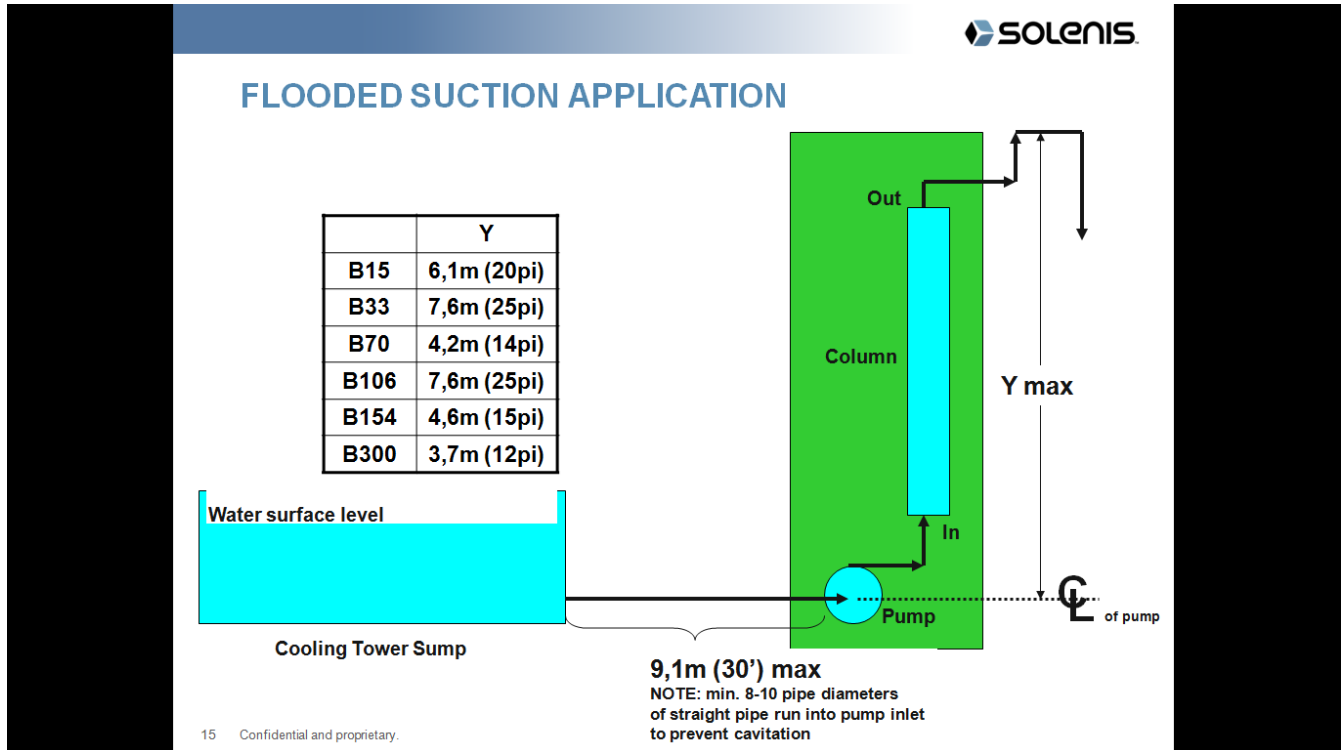 SOLENIS
FLOODED SUCTION APPLICATION
Y
B15 6,1m (20pi)
B33 7,6m (25pi)
B70 4,2m (14pi)
B106 7,6m (25pi)
B154 4,6m (15pi)
B300 3,7m (12pi)
Out
Column
Y max
In
Water surface level
Pump
CL of pump
Cooling Tower Sump
9,1m (30’) max
NOTE: min. 8-10 pipe diameters
of straight pipe run into pump inlet
to prevent cavitation
15 Confidential and proprietary.